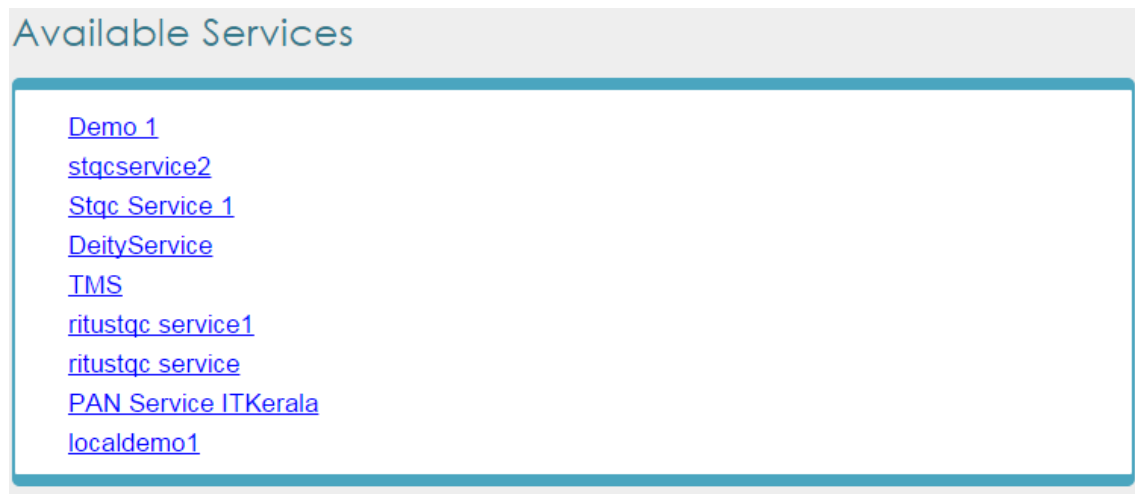 Available Services
Demo 1
stqcservice2
Stqc Service 1
DeityService
TMS
ritustqc service1
ritustqc service
PAN Service ITKerala
localdemo1